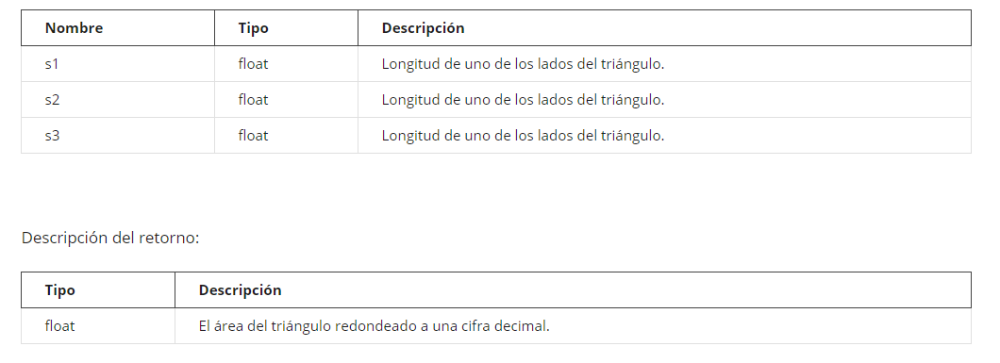 Nombre Tipo Descripción
s1 float Longitud de uno de los lados del triángulo.
s2 float Longitud de uno de los lados del triángulo.
s3 float Longitud de uno de los lados del triángulo.
Descripción del retorno:
Tipo Descripción
float El área del triángulo redondeado a una cifra decimal.